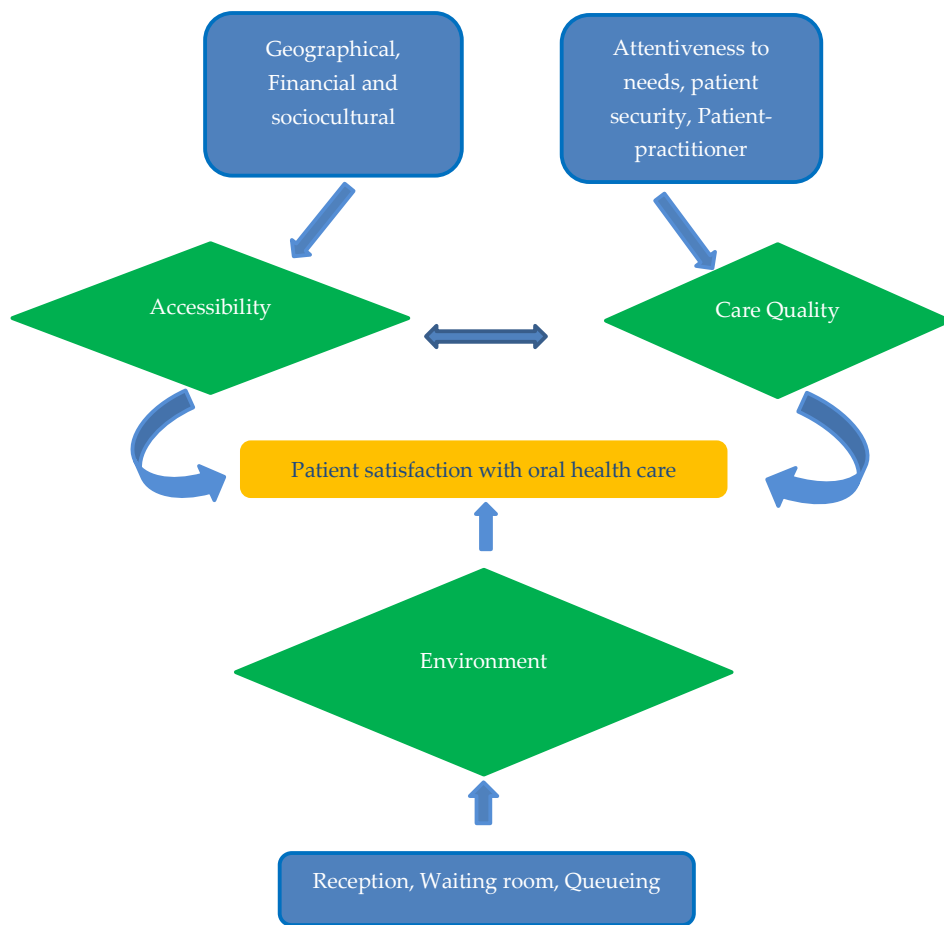 Geographical,
Financial and
sociocultural
Attentiveness to
needs, patient
security, Patient-
practitioner
Accessibility
Care Quality
Patient satisfaction with oral health care
Environment
Reception, Waiting room, Queueing